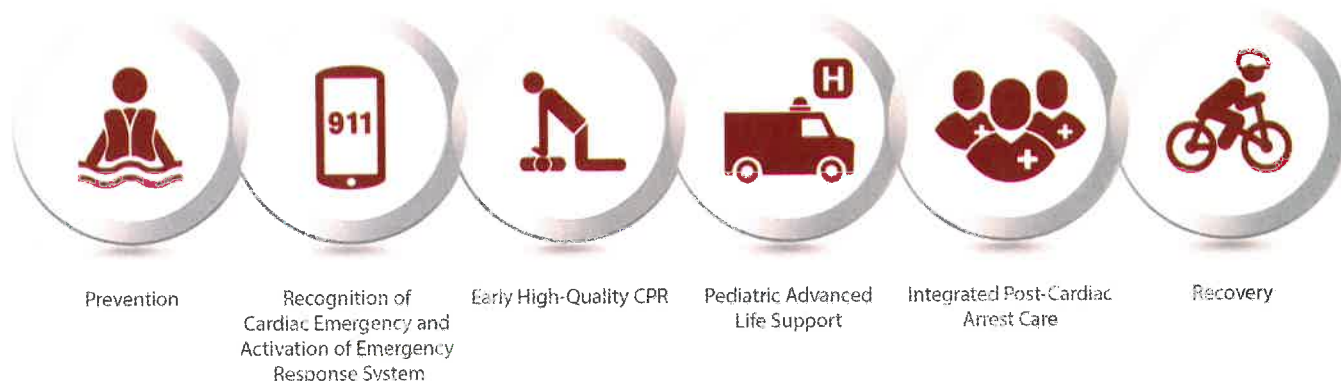 911
H
Prevention
Recognition of
Cardiac Emergency and
Activation of Emergency
Response System
Early High-Quality CPR
Pediatric Advanced
Life Support
Integrated Post-Cardiac
Arrest Care
Recovery